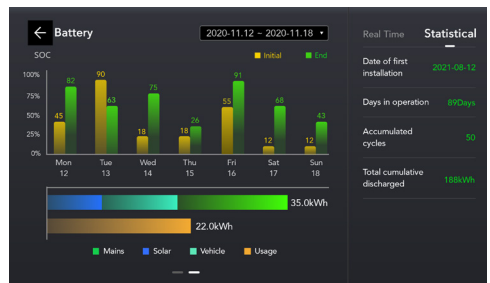 Battery
2020-11.12 ~ 2020-11.18
Real Time
Statistical
SOC
Initial
End
100%
75%
50%
25%
0%
45
82
90
63
18
75
18
26
55
91
12
68
12
43
Mon
12
Tue
13
Wed
14
Thu
15
Fri
16
Sat
17
Sun
18
35.0kWh
22.0kWh
Mains
Solar
Vehicle
Usage
Date of first
installation
2021-08-12
Days in operation
89Days
Accumulated
cycles
50
Total cumulative
discharged
188kWh